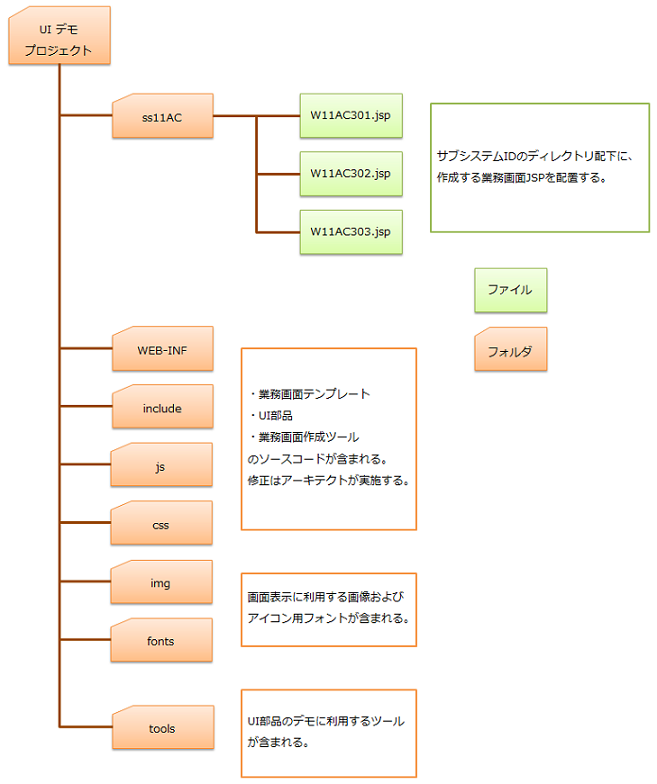 UI デモ
プロジェクト
ss11AC
W11AC301.jsp
W11AC302.jsp
W11AC303.jsp
サブシステムIDのディレクトリ配下に、
作成する業務画面JSPを配置する。
ファイル
フォルダ
WEB-INF
include
js
css
・業務画面テンプレート
・UI部品
・業務画面作成ツール
のソースコードが含まれる。
修正はアーキテクトが実施する。
img
fonts
画面表示に利用する画像および
アイコン用フォントが含まれる。
tools
UI部品のデモに利用するツール
が含まれる。